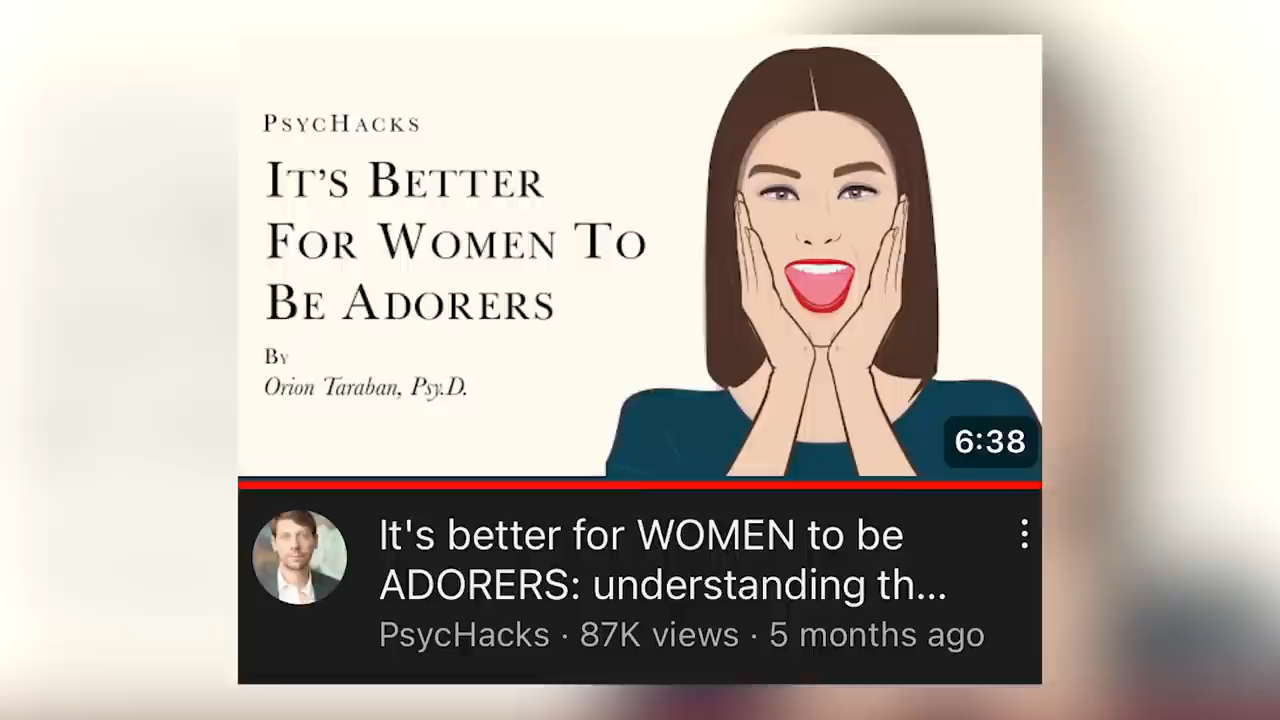 PsycHacks
It's Better
For Women To
Be Adorers
By
Orion Taraban, Psy.D.
6:38
It's better for WOMEN to be
ADORERS: understanding th...
PsycHacks · 87K views · 5 months ago